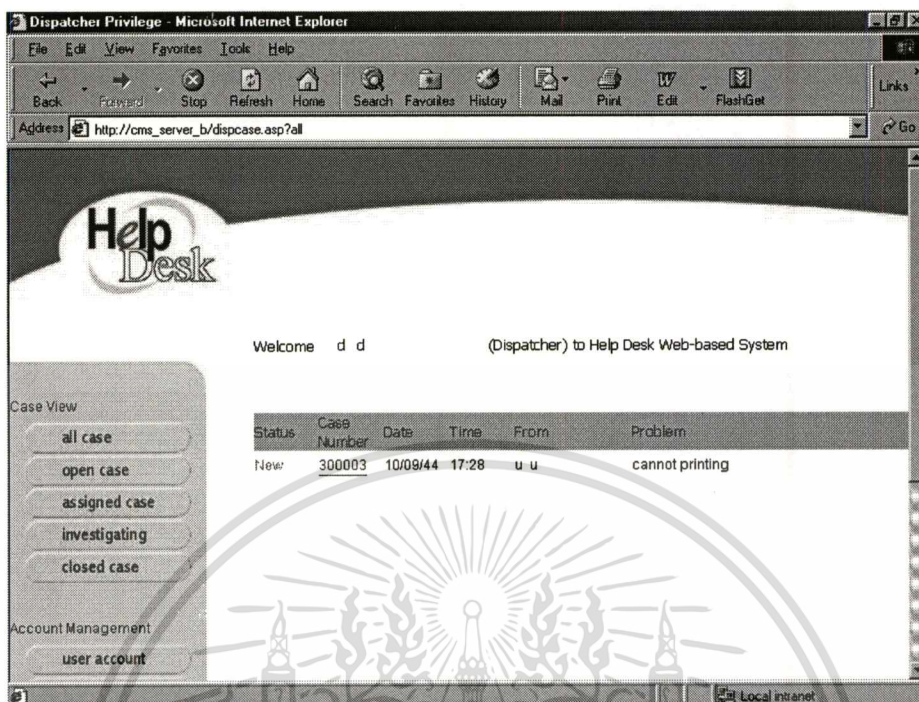 Dispatcher Privilege - Microsoft Internet Explorer
File Edit View Favorites Tools Help
Back Forward Stop Refresh Home Search Favorites History Mail Print Edit FlashGet Links
Address http://cms_server_b/dispcase.asp?all Go
Help
Desk
Welcome d d (Dispatcher) to Help Desk Web-based System
Case View
all case
open case
assigned case
investigating
closed case
Account Management
user account
Status Case Number Date Time From Problem
New 300003 10/09/44 17:28 u u cannot printing
Local intranet